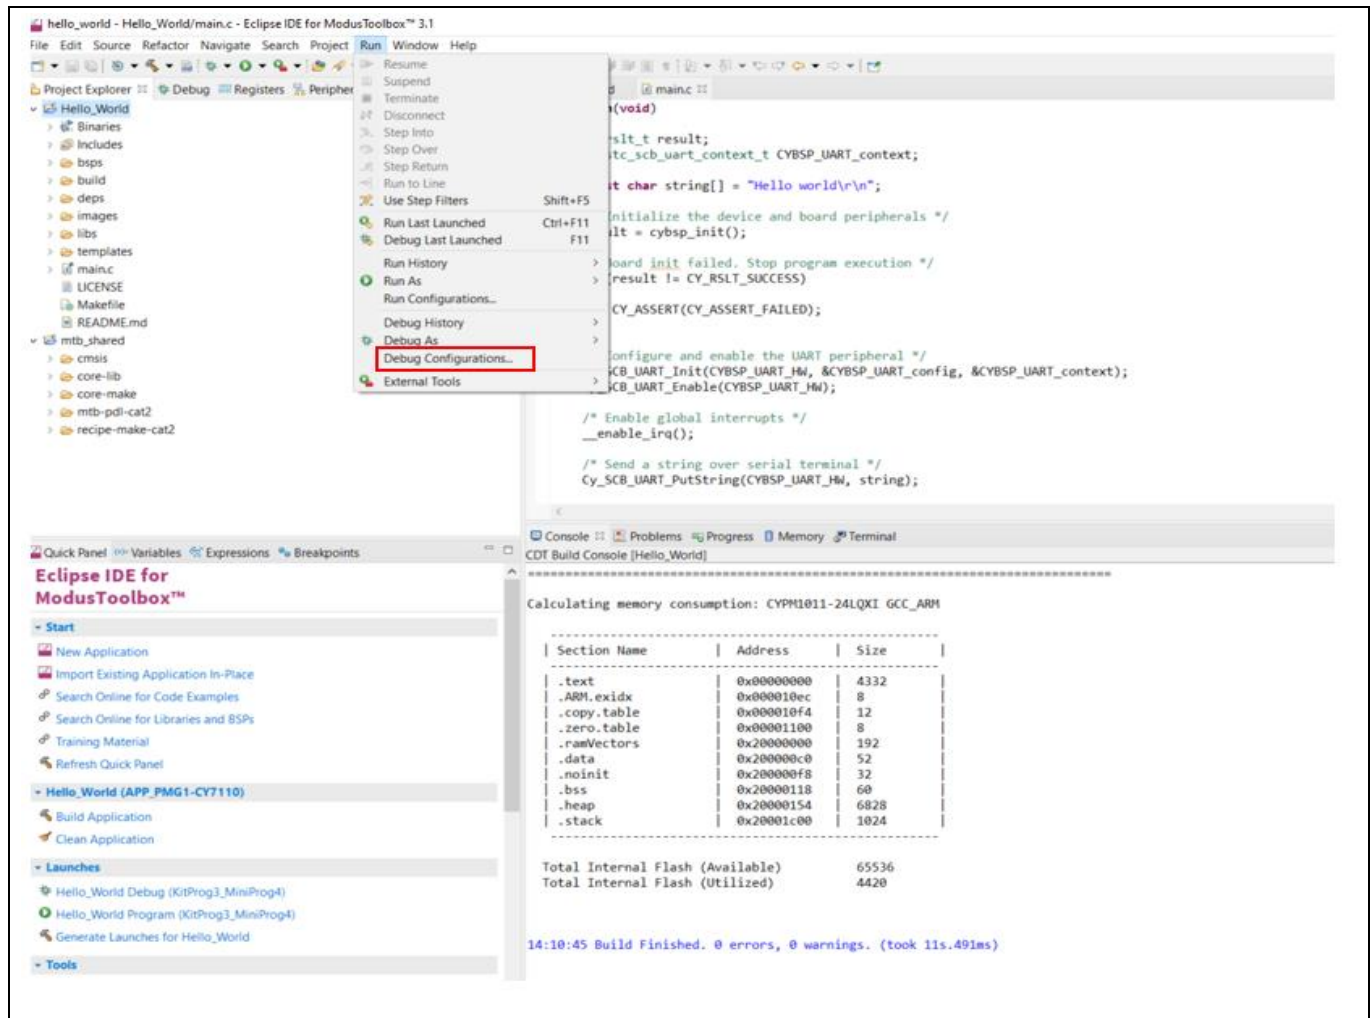 hello_world - Hello_World/main.c - Eclipse IDE for ModusToolbox™ 3.1
File Edit Source Refactor Navigate Search Project Run Window Help
Project Explorer Debug Registers Peripher
Hello_World
Binaries
Includes
bsps
build
deps
images
libs
templates
main.c
LICENSE
Makefile
README.md
mtb_shared
cmsis
core-lib
core-make
mtb-pdl-cat2
recipe-make-cat2
Resume
Suspend
Terminate
Disconnect
Step Into
Step Over
Step Return
Run to Line
Use Step Filters Shift+F5
Run Last Launched Ctrl+F11
Debug Last Launched F11
Run History
Run As
Run Configurations...
Debug History
Debug As
Debug Configurations...
External Tools
main.c
(void)
slt_t result;
tc_scb_uart_context_t CYBSP_UART_context;
t char string[] = "Hello world\r\n";
nitialize the device and board peripherals */
lt = cybsp_init();
oard init failed. Stop program execution */
(result != CY_RSLT_SUCCESS)
CY_ASSERT(CY_ASSERT_FAILED);
onfigure and enable the UART peripheral */
SCB_UART_Init(CYBSP_UART_HW, &CYBSP_UART_config, &CYBSP_UART_context);
SCB_UART_Enable(CYBSP_UART_HW);
/* Enable global interrupts */
__enable_irq();
/* Send a string over serial terminal */
Cy_SCB_UART_PutString(CYBSP_UART_HW, string);
Quick Panel Variables Expressions Breakpoints
Eclipse IDE for
ModusToolbox™
Start
New Application
Import Existing Application In-Place
Search Online for Code Examples
Search Online for Libraries and BSPs
Training Material
Refresh Quick Panel
Hello_World (APP_PMG1-CY7110)
Build Application
Clean Application
Launches
Hello_World Debug (KitProg3_MiniProg4)
Hello_World Program (KitProg3_MiniProg4)
Generate Launches for Hello_World
Tools
Console Problems Progress Memory Terminal
CDT Build Console [Hello_World]
================================================================================
Calculating memory consumption: CYPM1011-24LQXI GCC_ARM
----------------------------------------------------
| Section Name | Address | Size |
----------------------------------------------------
| .text | 0x00000000 | 4332 |
| .ARM.exidx | 0x000010ec | 8 |
| .copy.table | 0x000010f4 | 12 |
| .zero.table | 0x00001100 | 8 |
| .ramVectors | 0x20000000 | 192 |
| .data | 0x200000c0 | 52 |
| .noinit | 0x200000f8 | 32 |
| .bss | 0x20000118 | 60 |
| .heap | 0x20000154 | 6828 |
| .stack | 0x20001c00 | 1024 |
----------------------------------------------------
Total Internal Flash (Available) 65536
Total Internal Flash (Utilized) 4420
14:10:45 Build Finished. 0 errors, 0 warnings. (took 11s.491ms)